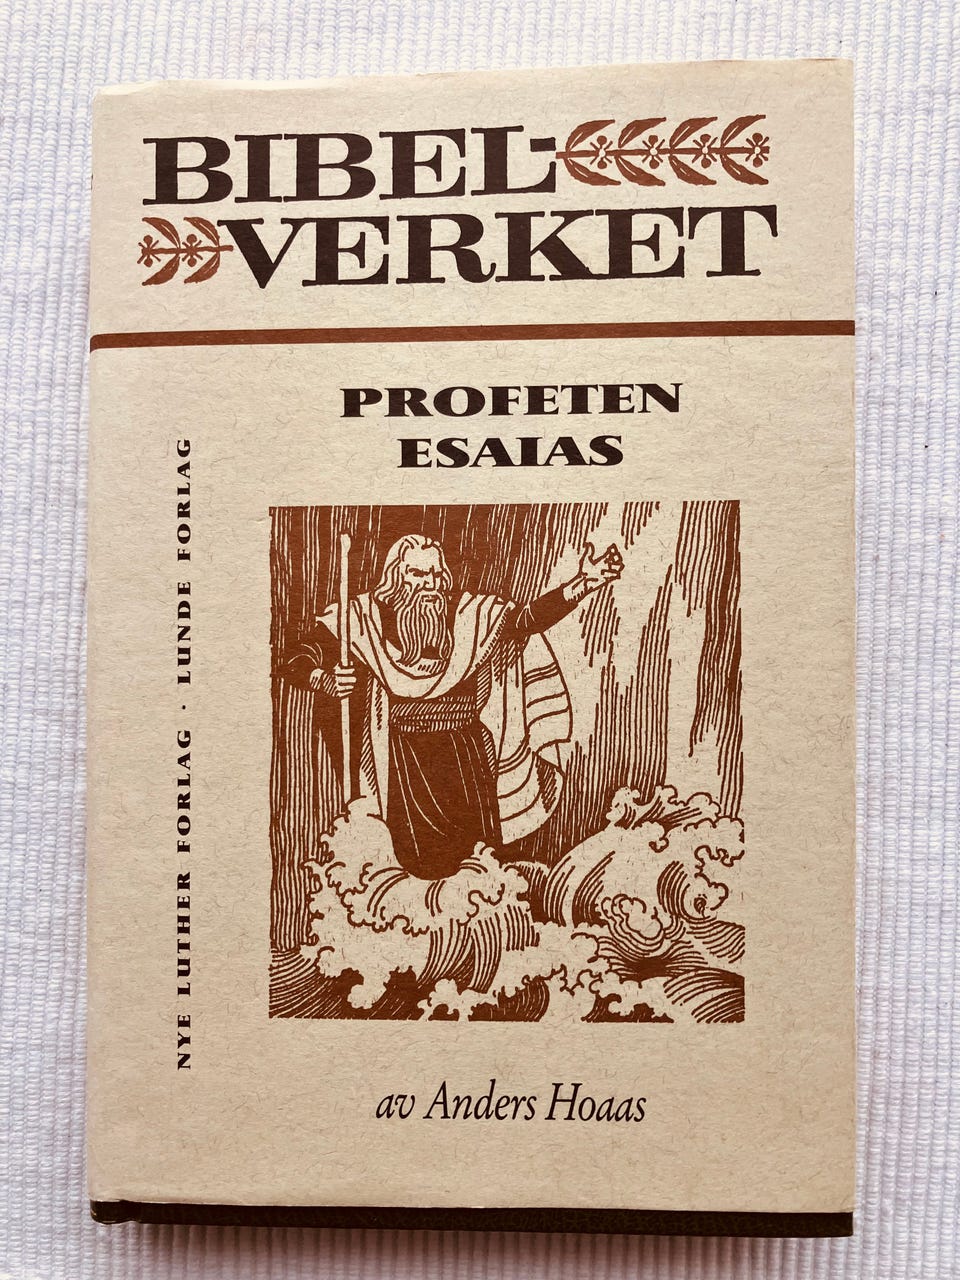 BIBEL-
VERKET
PROFETEN
ESAIAS
NYE LUTHER FORLAG · LUNDE FORLAG
av Anders Hoaas